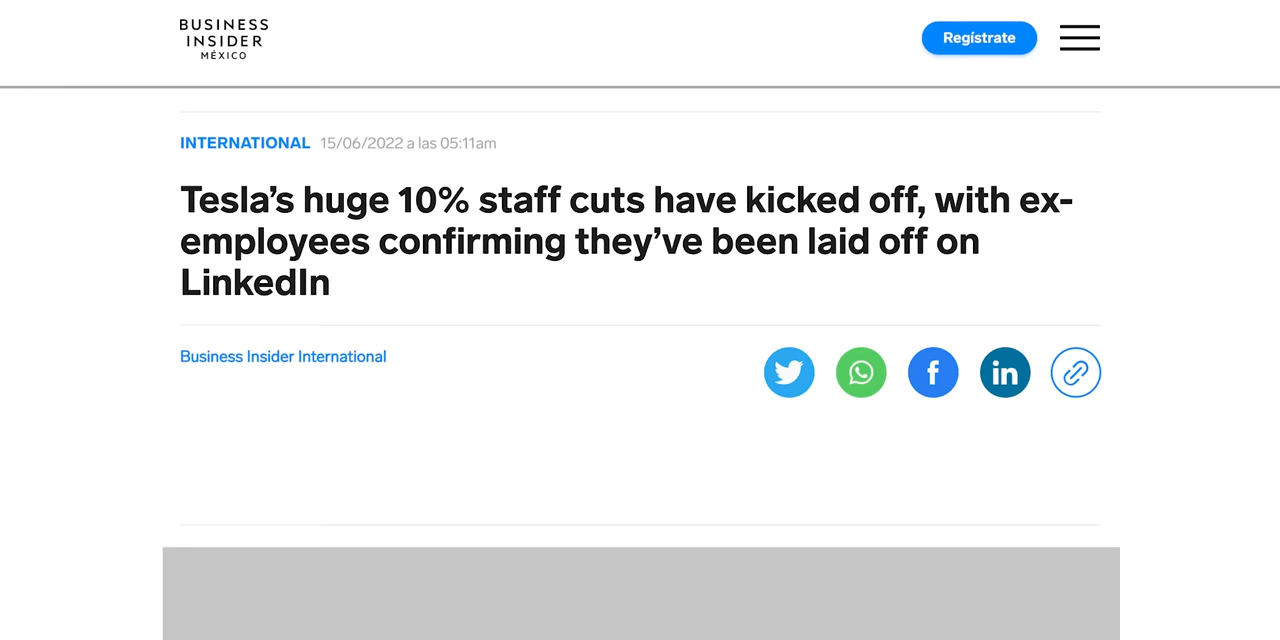 BUSINESS
INSIDER
MÉXICO
Regístrate
INTERNATIONAL 15/06/2022 a las 05:11am
Tesla’s huge 10% staff cuts have kicked off, with ex-
employees confirming they’ve been laid off on
LinkedIn
Business Insider International